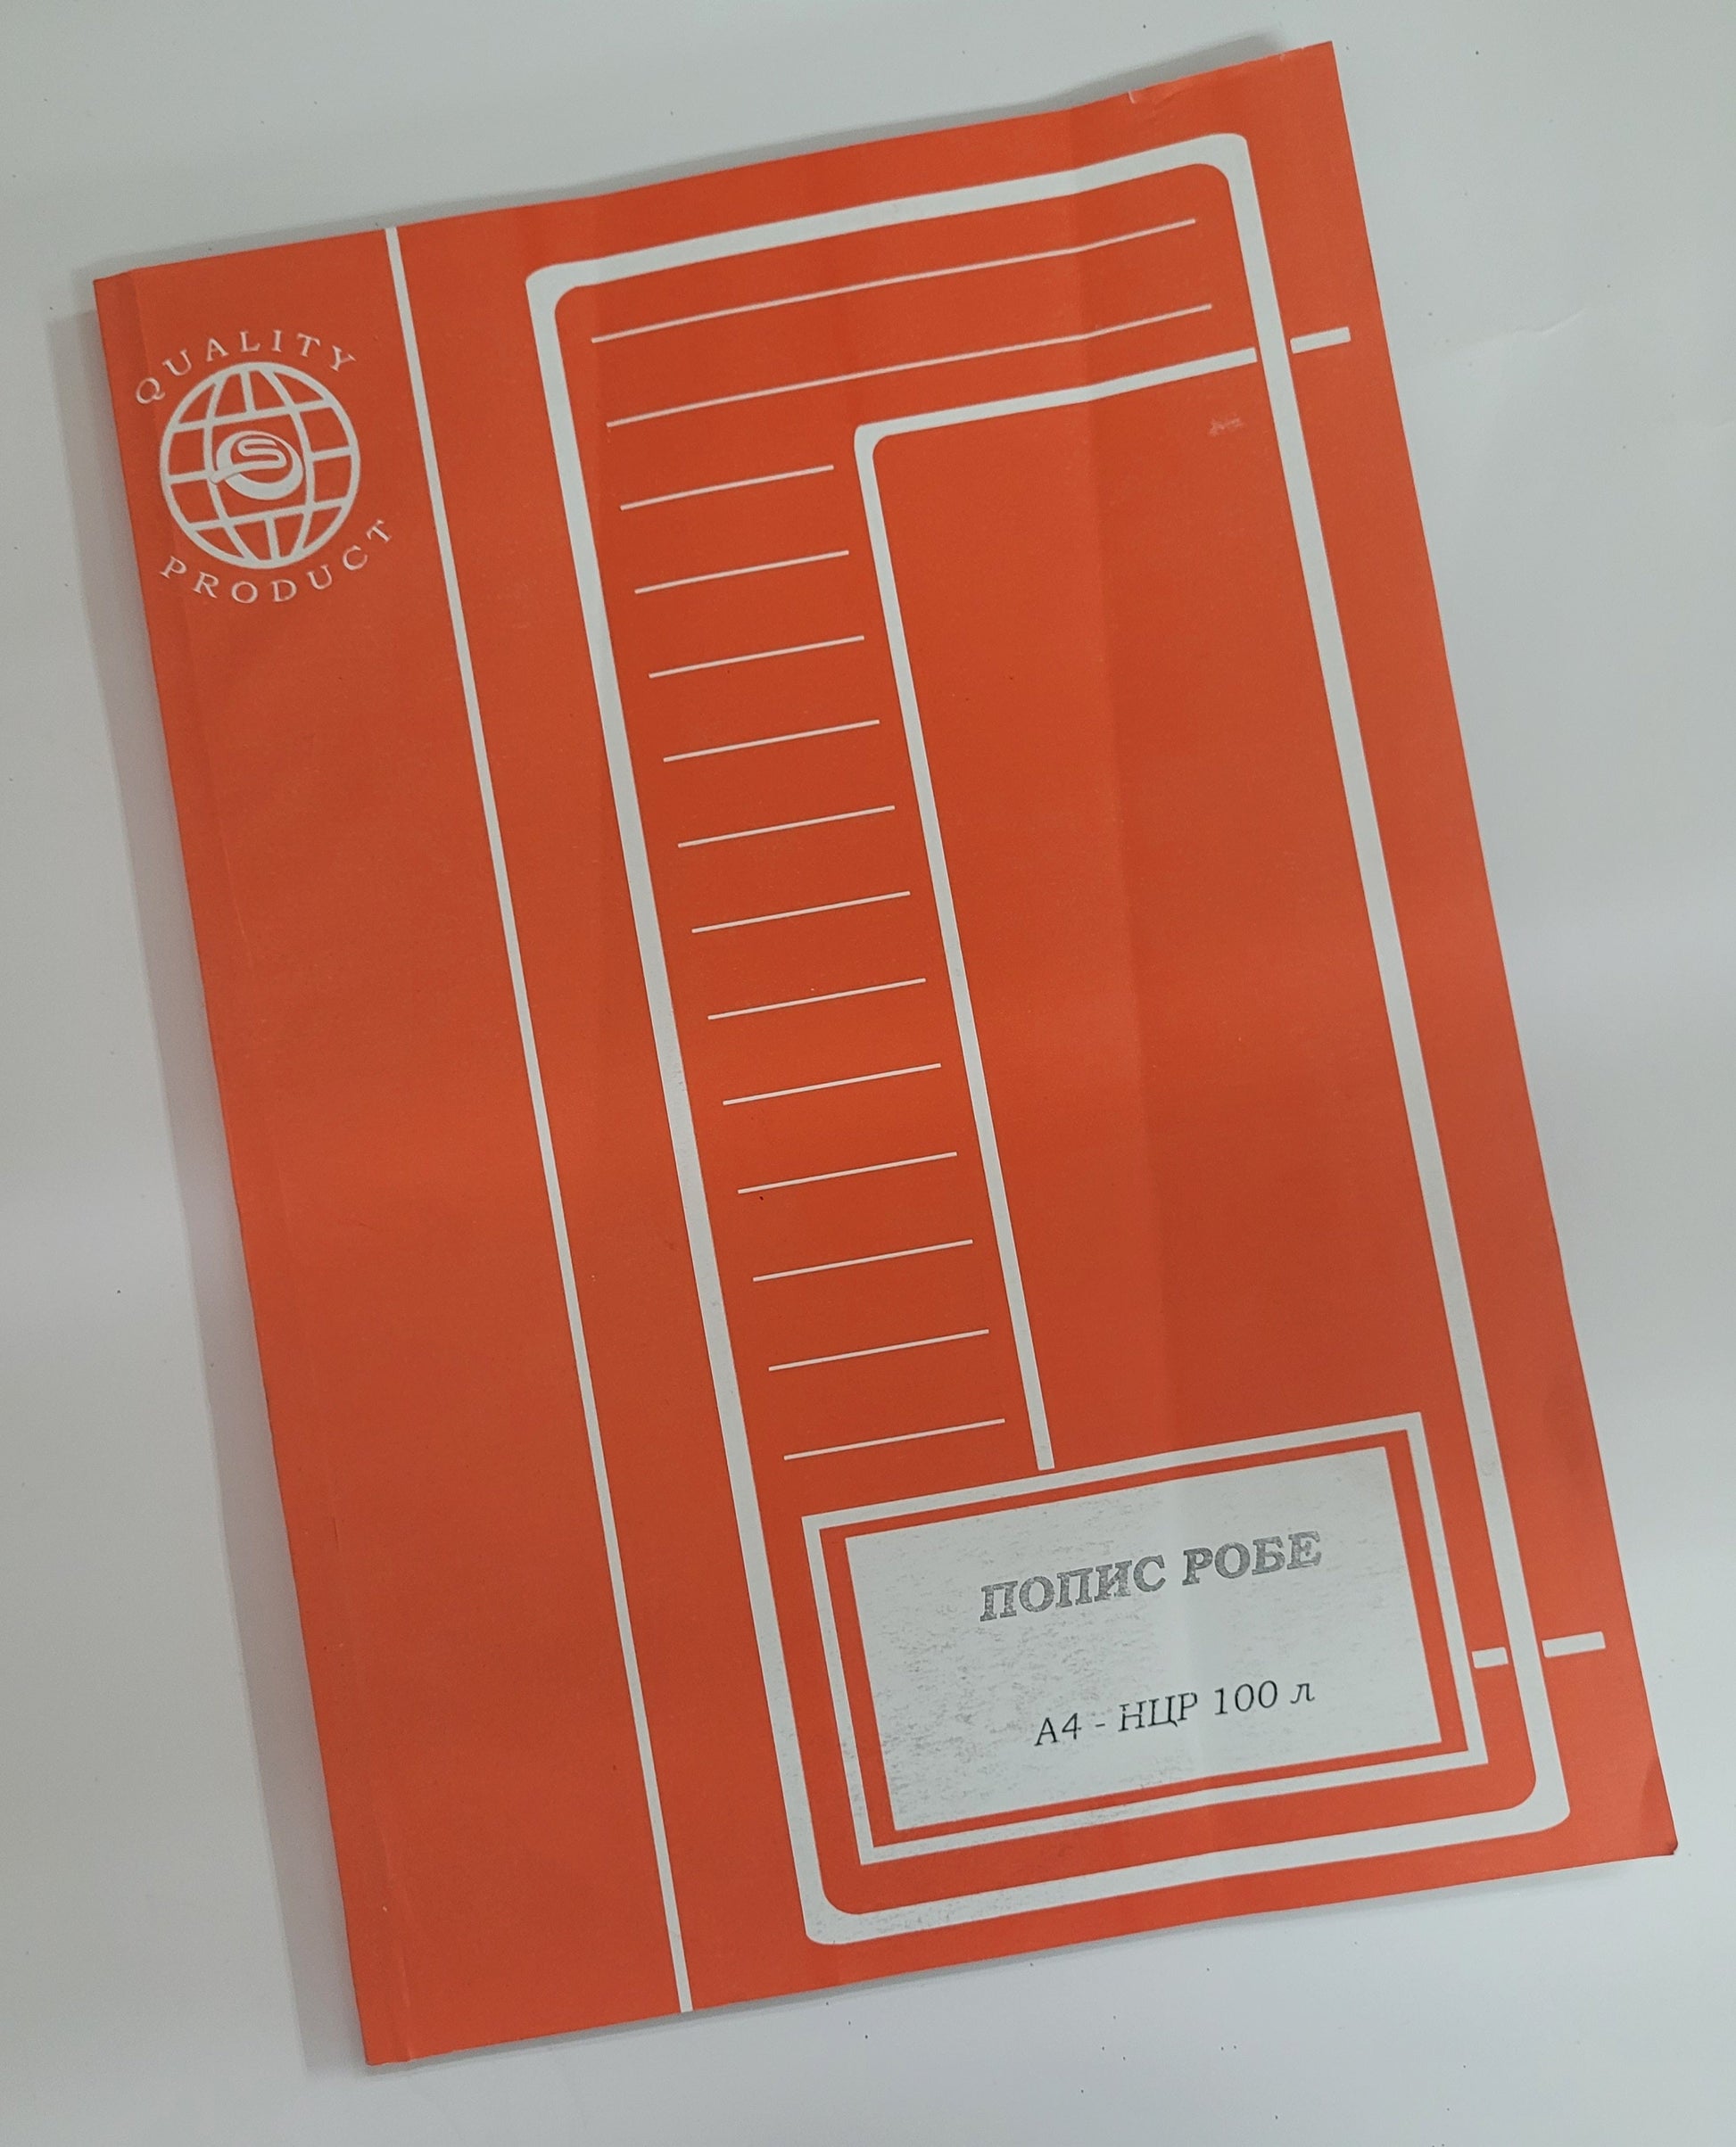 QUALITY
PRODUCT
ПОПИС РОБЕ
А4 - НЦР 100 л